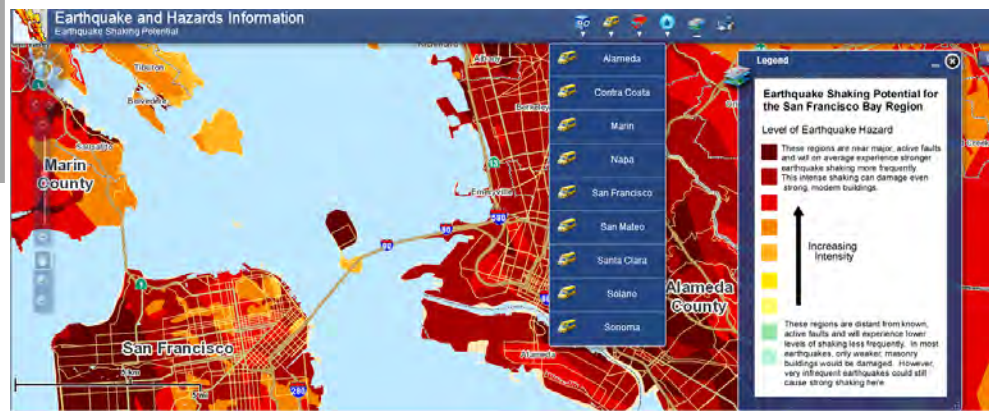 Earthquake and Hazards Information
Earthquake Shaking Potential
Alameda
Contra Costa
Marin
Napa
San Francisco
San Mateo
Santa Clara
Solano
Sonoma
Legend
Earthquake Shaking Potential for
the San Francisco Bay Region
Level of Earthquake Hazard
These regions are near major, active faults
and will on average experience stronger
earthquake shaking more frequently.
This intense shaking can damage even
strong, modern buildings.
Increasing
Intensity
These regions are distant from known,
active faults and will experience lower
levels of shaking less frequently. In most
earthquakes, only weaker, masonry
buildings would be damaged. However,
very infrequent earthquakes could still
cause strong shaking here
Tiburon
Belvedere
Sausalito
Marin
County
Albany
Berkeley
Emeryville
580
80
80
Alameda
County
San Francisco
Alameda
280